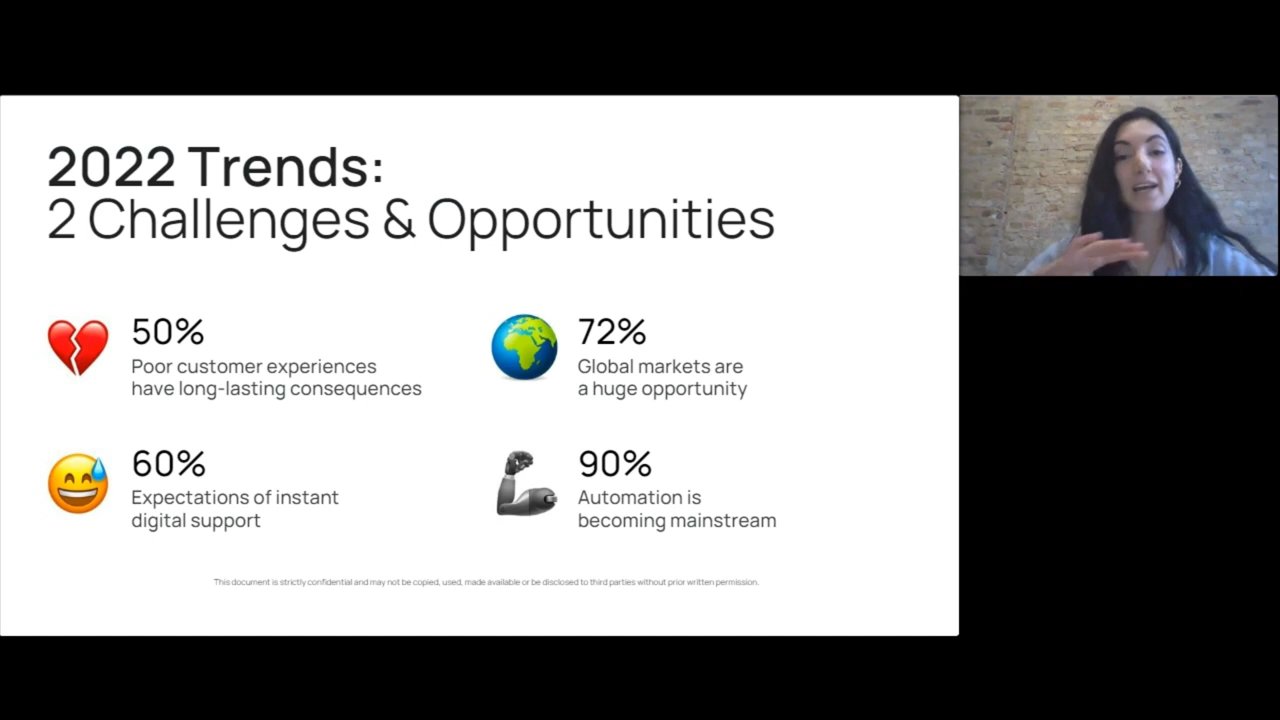 2022 Trends:
2 Challenges & Opportunities
50%
Poor customer experiences
have long-lasting consequences
72%
Global markets are
a huge opportunity
60%
Expectations of instant
digital support
90%
Automation is
becoming mainstream
This document is strictly confidential and may not be copied, used, made available or be disclosed to third parties without prior written permission.